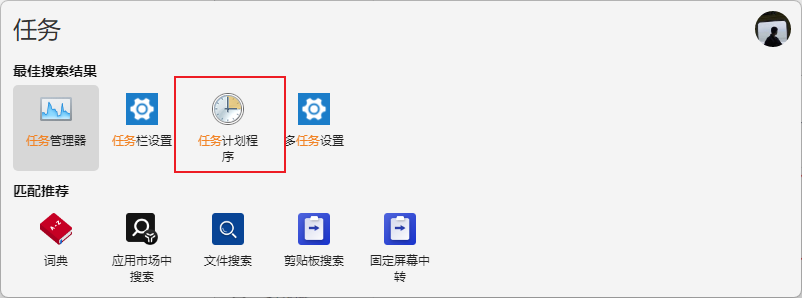 任务
最佳搜索结果
任务管理器 任务栏设置 任务计划程 多任务设置
序
匹配推荐
A-Z
词典 应用市场中 文件搜索 剪贴板搜索 固定屏幕中
搜索 转